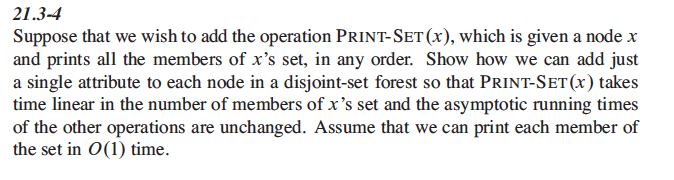 21.3-4
Suppose that we wish to add the operation PRINT-SET(x), which is given a node x
and prints all the members of x’s set, in any order. Show how we can add just
a single attribute to each node in a disjoint-set forest so that PRINT-SET(x) takes
time linear in the number of members of x’s set and the asymptotic running times
of the other operations are unchanged. Assume that we can print each member of
the set in O(1) time.